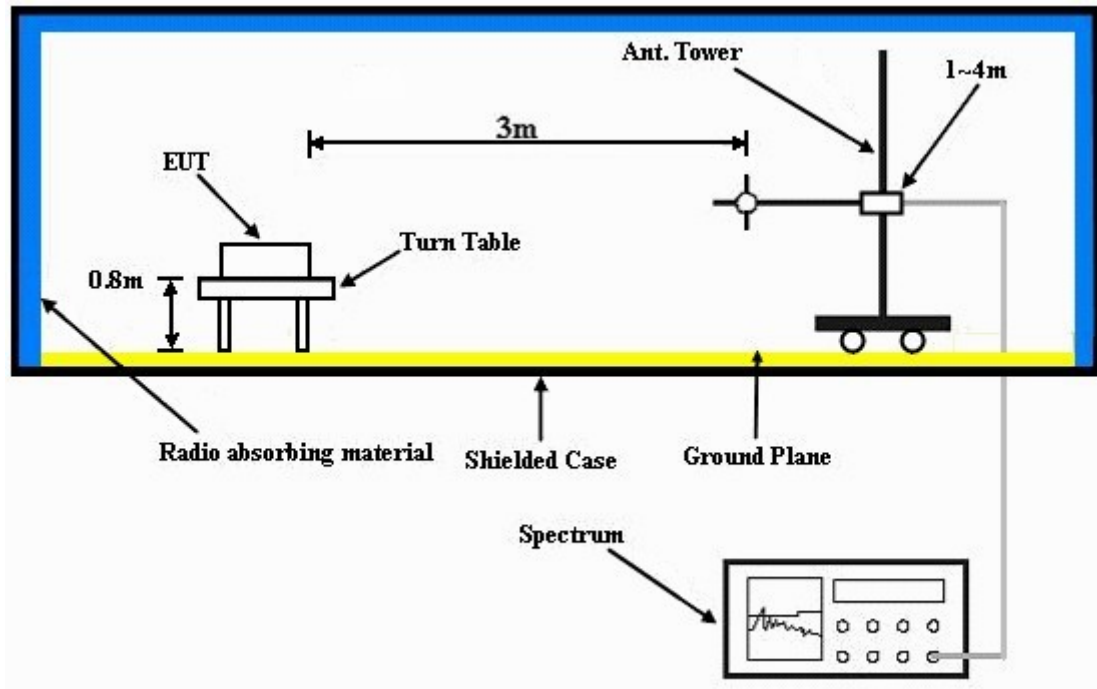 Ant. Tower
1~4m
3m
EUT
Turn Table
0.8m
Radio absorbing material
Shielded Case
Ground Plane
Spectrum